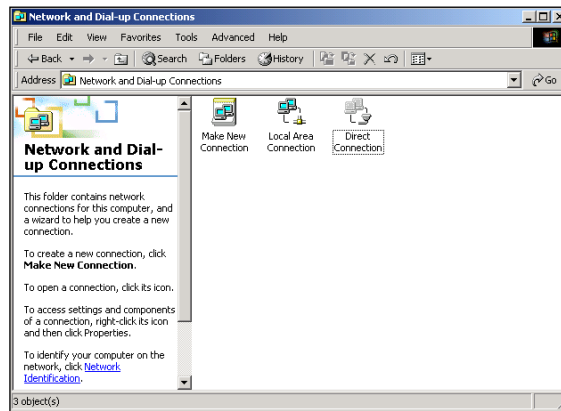 Network and Dial-up Connections
File Edit View Favorites Tools Advanced Help
Back Search Folders History
Address Network and Dial-up Connections Go
Network and Dial-
up Connections
This folder contains network
connections for this computer, and
a wizard to help you create a new
connection.
To create a new connection, click
Make New Connection.
To open a connection, click its icon.
To access settings and components
of a connection, right-click its icon
and then click Properties.
To identify your computer on the
network, click Network
Identification.
Make New
Connection
Local Area
Connection
Direct
Connection
3 object(s)